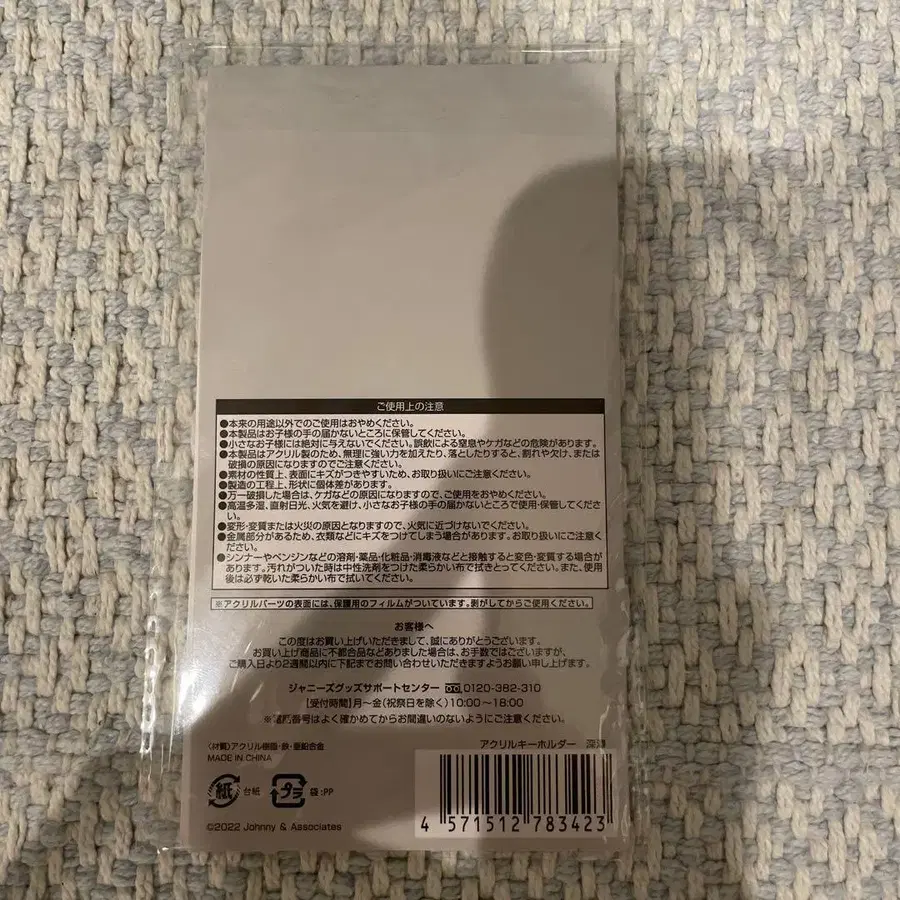 ご使用上の注意
●本来の用途以外でのご使用はおやめください。
●本製品はお子様の手の届かないところに保管してください。
●小さなお子様には絶対に与えないでください。誤飲による窒息やケガなどの危険があります。
●本製品はアクリル製のため、無理に強い力を加えたり、落としたりすると、割れや欠け、または
破損の原因になりますのでご注意ください。
●素材の性質上、表面にキズがつきやすいため、お取り扱いにご注意ください。
●製造の工程上、形状に個体差があります。
●万一破損した場合は、ケガなどの原因になりますので、ご使用をおやめください。
●高温多湿、直射日光、火気を避け、小さなお子様の手の届かないところで使用・保管してくださ
い。
●変形・変質または火災の原因となりますので、火気に近づけないでください。
●金属部分があるため、衣類などにキズをつけてしまう場合があります。お取り扱いにご注意く
ださい。
●シンナーやベンジンなどの溶剤・薬品・化粧品・消毒液などと接触すると変色・変質する場合が
あります。汚れがついた時は中性洗剤をつけた柔らかい布で拭きとってください。また、使用
後は必ず乾いた柔らかい布で拭いてください。
※アクリルパーツの表面には、保護用のフィルムがついています。剥がしてからご使用ください。
お客様へ
この度はお買い上げいただきまして、誠にありがとうございます。
お買い上げ商品に不都合品などありました場合は、お手数ではございますが、
ご購入日より2週間以内に下記までお問い合わせいただきますようお願い申し上げます。
ジャニーズグッズサポートセンター 0120-382-310
【受付時間】月〜金(祝祭日を除く)10:00〜18:00
※電話番号はよく確かめてからお間違いのないようにご注意ください。
〈材質〉アクリル樹脂・鉄・亜鉛合金
アクリルキーホルダー 深澤
MADE IN CHINA
紙 台紙 プラ 袋:PP
4 571512 783423
©2022 Johnny & Associates